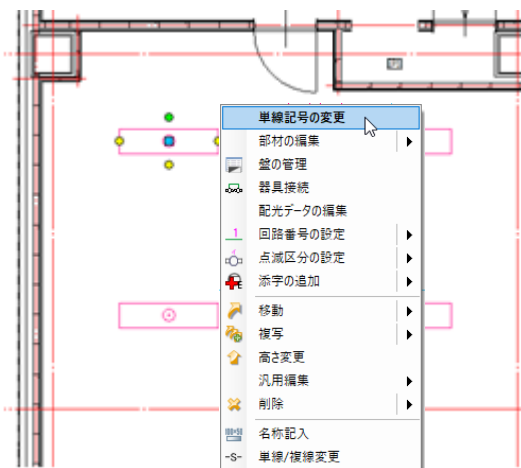 単線記号の変更
部材の編集
盤の管理
器具接続
配光データの編集
1 回路番号の設定
点滅区分の設定
添字の追加
移動
複写
高さ変更
汎用編集
削除
名称記入
-S- 単線/複線変更